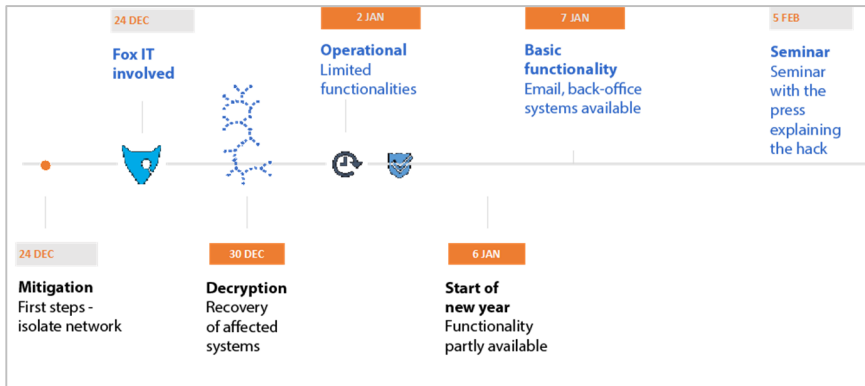 24 DEC
Fox IT
involved
2 JAN
Operational
Limited
functionalities
7 JAN
Basic
functionality
Email, back-office
systems available
5 FEB
Seminar
Seminar
with the
press
explaining
the hack
24 DEC
Mitigation
First steps -
isolate network
30 DEC
Decryption
Recovery
of affected
systems
6 JAN
Start of
new year
Functionality
partly available